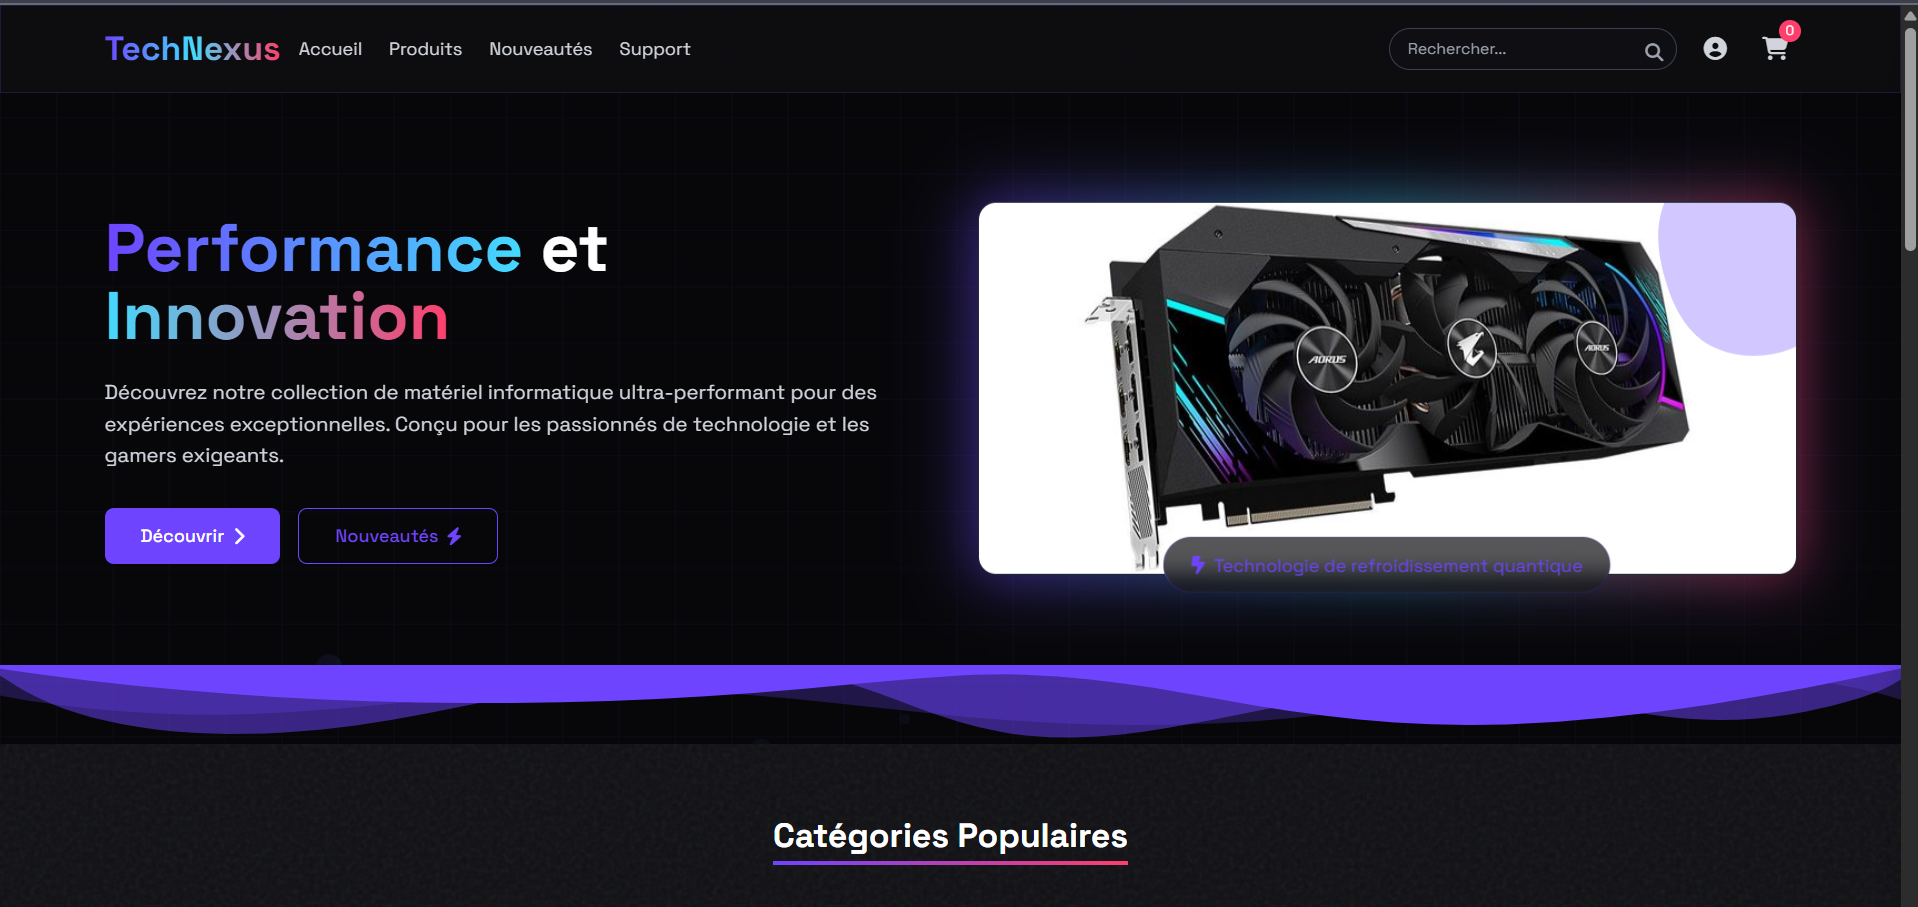 TechNexus Accueil Produits Nouveautés Support Rechercher... 0
Performance et
Innovation
Découvrez notre collection de matériel informatique ultra-performant pour des
expériences exceptionnelles. Conçu pour les passionnés de technologie et les
gamers exigeants.
Découvrir Nouveautés
AORUS AORUS
Technologie de refroidissement quantique
Catégories Populaires